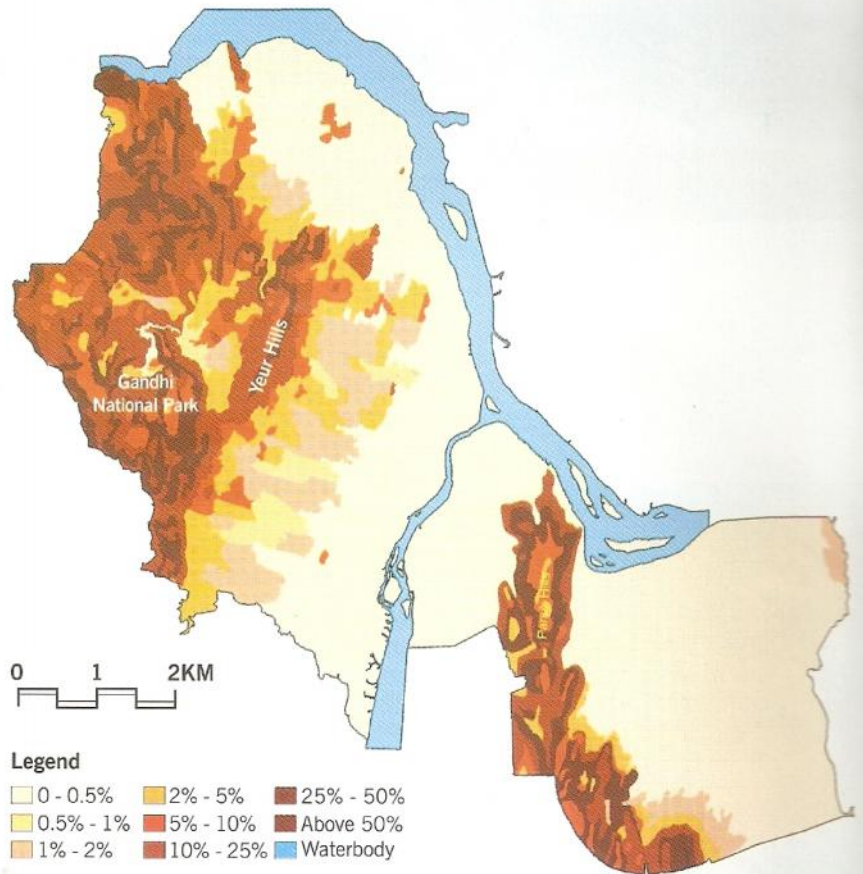 Yeur Hills
Gandhi
National Park
Hills
0 1 2KM
Legend
0 - 0.5%
0.5% - 1%
1% - 2%
2% - 5%
5% - 10%
10% - 25%
25% - 50%
Above 50%
Waterbody